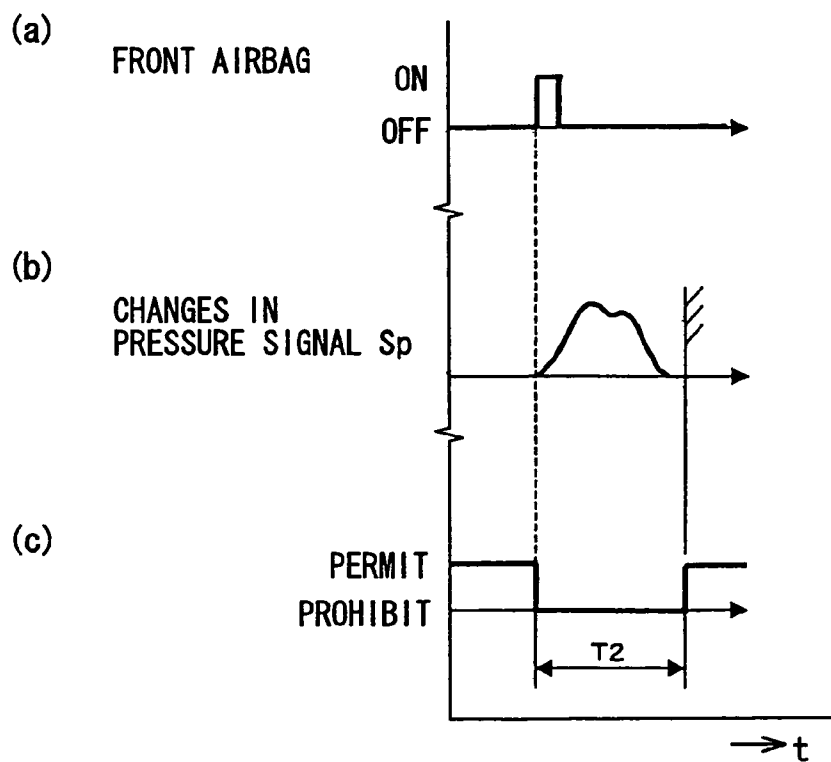 (a)
FRONT AIRBAG
ON
OFF
(b)
CHANGES IN
PRESSURE SIGNAL Sp
(c)
PERMIT
PROHIBIT
T2
t